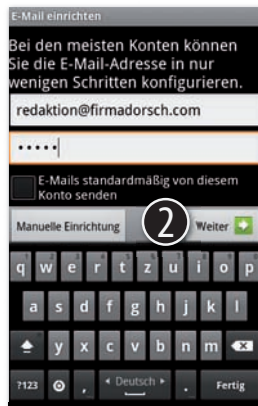 E-Mail einrichten
Bei den meisten Konten können
Sie die E-Mail-Adresse in nur
wenigen Schritten konfigurieren.
redaktion@firmadorsch.com
•••••
E-Mails standardmäßig von diesem
Konto senden
Manuelle Einrichtung 2 Weiter
q w e r t z u i o p
a s d f g h j k l
y x c v b n m
?123 , Deutsch . Fertig